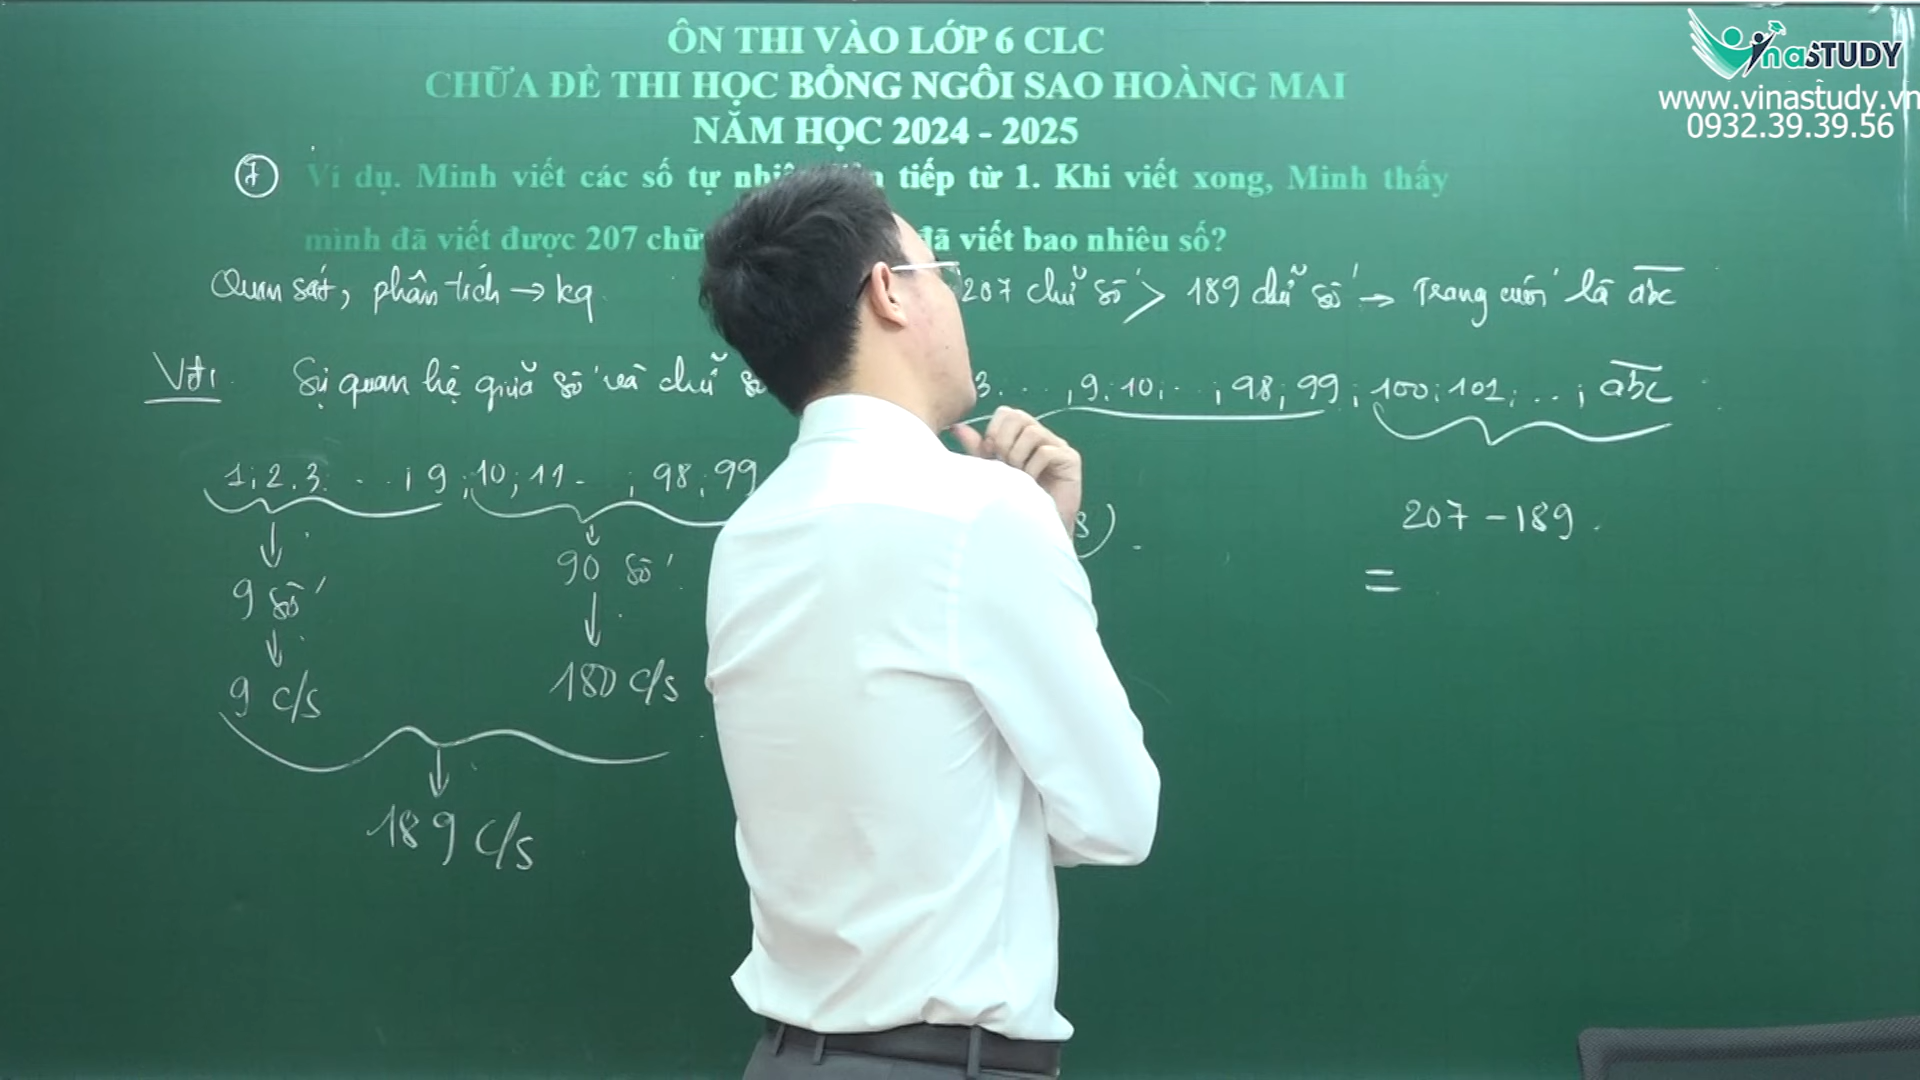 ÔN THI VÀO LỚP 6 CLC
CHỮA ĐỀ THI HỌC BỔNG NGÔI SAO HOÀNG MAI
NĂM HỌC 2024 - 2025
VinaSTUDY
www.vinastudy.vn
0932.39.39.56
7 Ví dụ. Minh viết các số tự tiếp từ 1. Khi viết xong, Minh thấy
mình đã viết được 207 chữ đã viết bao nhiêu số?
Quan sát, phân tích → kq
207 chữ số > 189 chữ số → Trang cuối là abc
Sự quan hệ giữa số và chữ
3. . . ; 9; 10; . . ; 98; 99; 100; 101; . . ; abc
1; 2; 3; . . ; 9; 10; 11 . . ; 98; 99
9 số
9 c/s
90 số
180 c/s
189 c/s
207 - 189
=